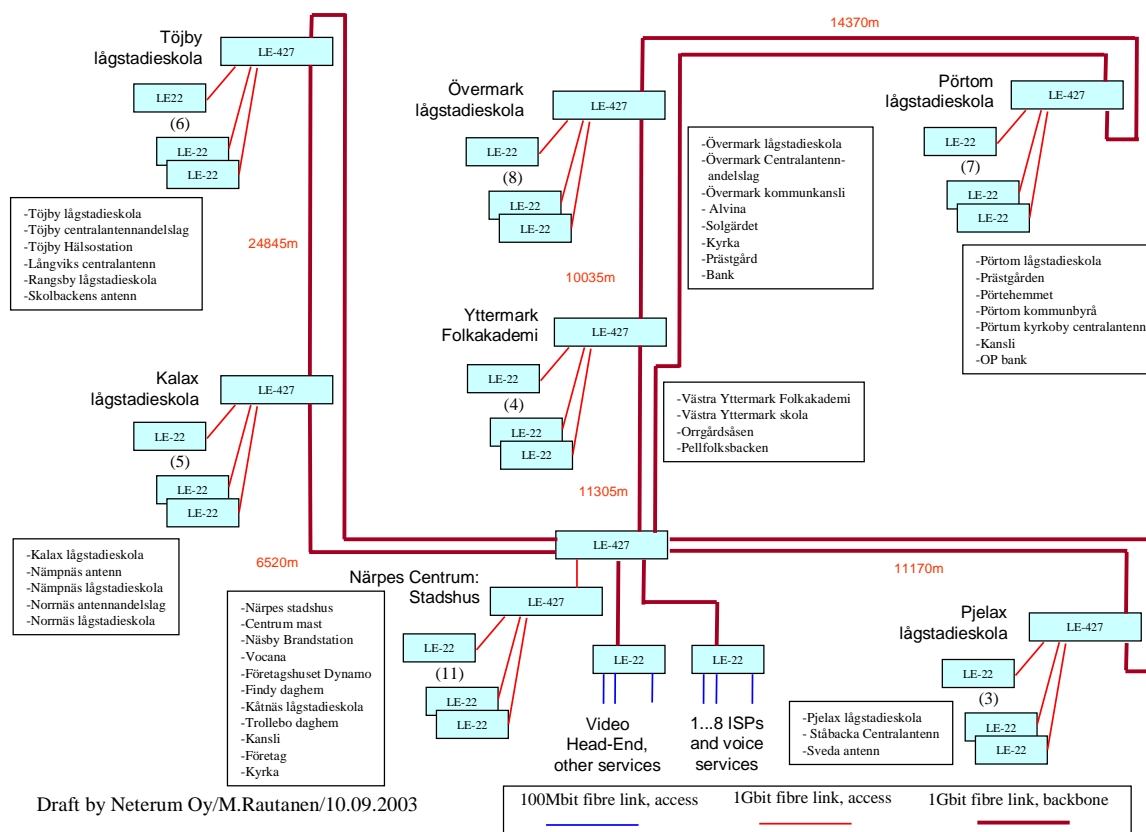 14370m
Töjby
lågstadieskola
LE-427
LE22
(6)
LE-22
LE-22
-Töjby lågstadieskola
-Töjby centralantennandelslag
-Töjby Hälsostation
-Långviks centralantenn
-Rangsby lågstadieskola
-Skolbackens antenn
24845m
Övermark
lågstadieskola
LE-427
LE-22
(8)
LE-22
LE-22
10035m
-Övermark lågstadieskola
-Övermark Centralantenn-
andelslag
-Övermark kommunkansli
- Alvina
-Solgärdet
-Kyrka
-Prästgård
-Bank
Pörtom
lågstadieskola
LE-427
LE-22
(7)
LE-22
LE-22
-Pörtom lågstadieskola
-Prästgården
-Pörtehemmet
-Pörtom kommunbyrå
-Pörtum kyrkoby centralantenn
-Kansli
-OP bank
Yttermark
Folkakademi
LE-427
LE-22
(4)
LE-22
LE-22
11305m
-Västra Yttermark Folkakademi
-Västra Yttermark skola
-Orrgårdsåsen
-Pellfolksbacken
Kalax
lågstadieskola
LE-427
LE-22
(5)
LE-22
LE-22
-Kalax lågstadieskola
-Nämpnäs antenn
-Nämpnäs lågstadieskola
-Norrnäs antennandelslag
-Norrnäs lågstadieskola
6520m
LE-427
11170m
Närpes Centrum:
Stadshus
LE-427
LE-22
(11)
LE-22
LE-22
-Närpes stadshus
-Centrum mast
-Näsby Brandstation
-Vocana
-Företagshuset Dynamo
-Findy daghem
-Kåtnäs lågstadieskola
-Trollebo daghem
-Kansli
-Företag
-Kyrka
LE-22
Video
Head-End,
other services
LE-22
1...8 ISPs
and voice
services
Pjelax
lågstadieskola
LE-427
LE-22
(3)
LE-22
LE-22
-Pjelax lågstadieskola
- Ståbacka Centralantenn
- Sveda antenn
Draft by Neterum Oy/M.Rautanen/10.09.2003
100Mbit fibre link, access
1Gbit fibre link, access
1Gbit fibre link, backbone